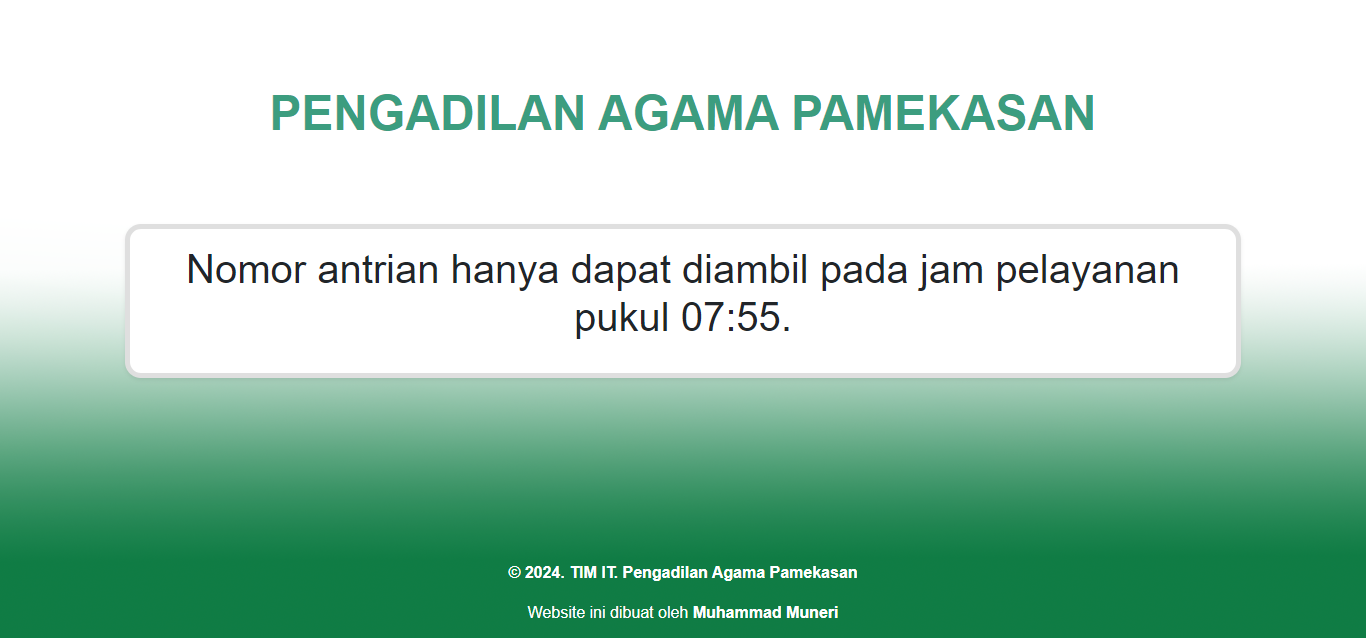 PENGADILAN AGAMA PAMEKASAN
Nomor antrian hanya dapat diambil pada jam pelayanan
pukul 07:55.
© 2024. TIM IT. Pengadilan Agama Pamekasan
Website ini dibuat oleh Muhammad Muneri